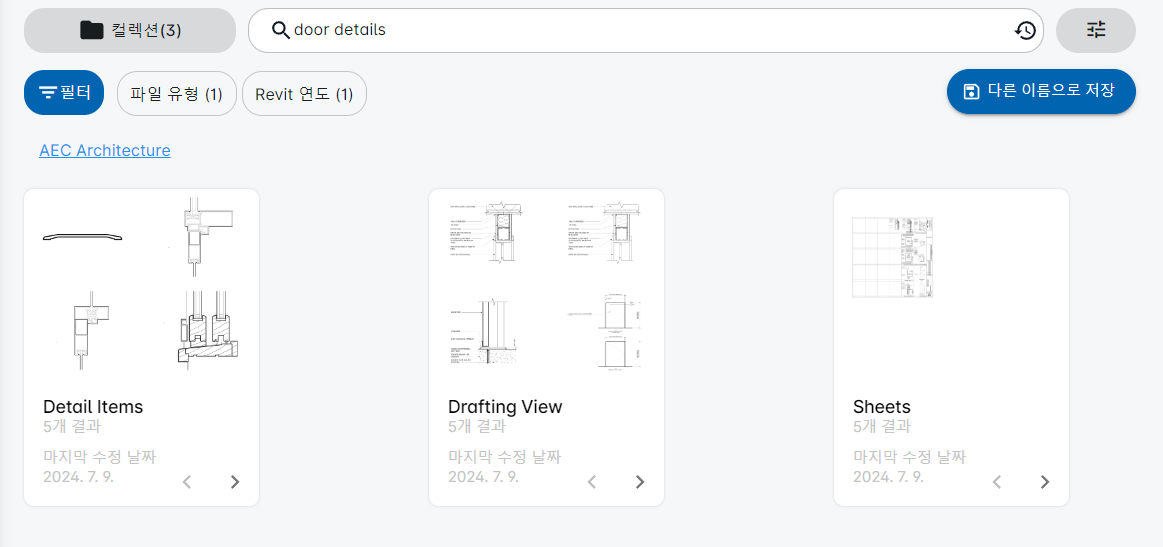 컬렉션(3)
door details
필터
파일 유형 (1)
Revit 연도 (1)
다른 이름으로 저장
AEC Architecture
Detail Items
5개 결과
마지막 수정 날짜
2024. 7. 9.
Drafting View
5개 결과
마지막 수정 날짜
2024. 7. 9.
Sheets
5개 결과
마지막 수정 날짜
2024. 7. 9.